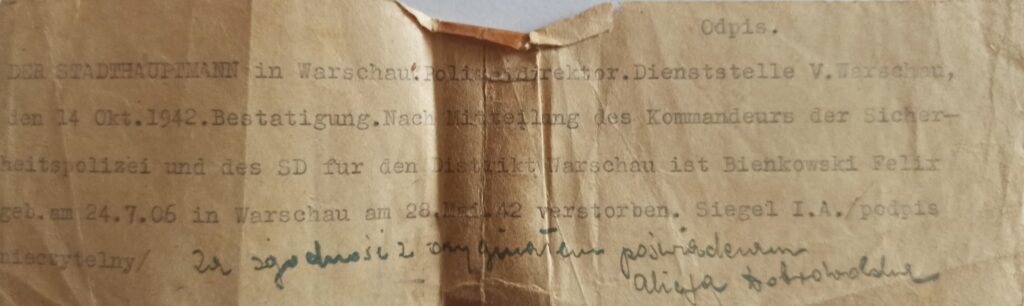 Odpis.
DER STADTHAUPTMANN in Warschau.Polizeidirektor.Dienststelle V.Warschau,
den 14 Okt.1942.Bestatigung.Nach Mitteilung des Kommandeurs der Sicher-
heitspolizei und des SD fur den Distrikt Warschau ist Bienkowski Felix
geb.am 24.7.06 in Warschau am 28.Mai.42 verstorben. Siegel I.A./podpis
nieczytelny/ za zgodność z oryginałem poświadczam
Alicja Dobrowolska